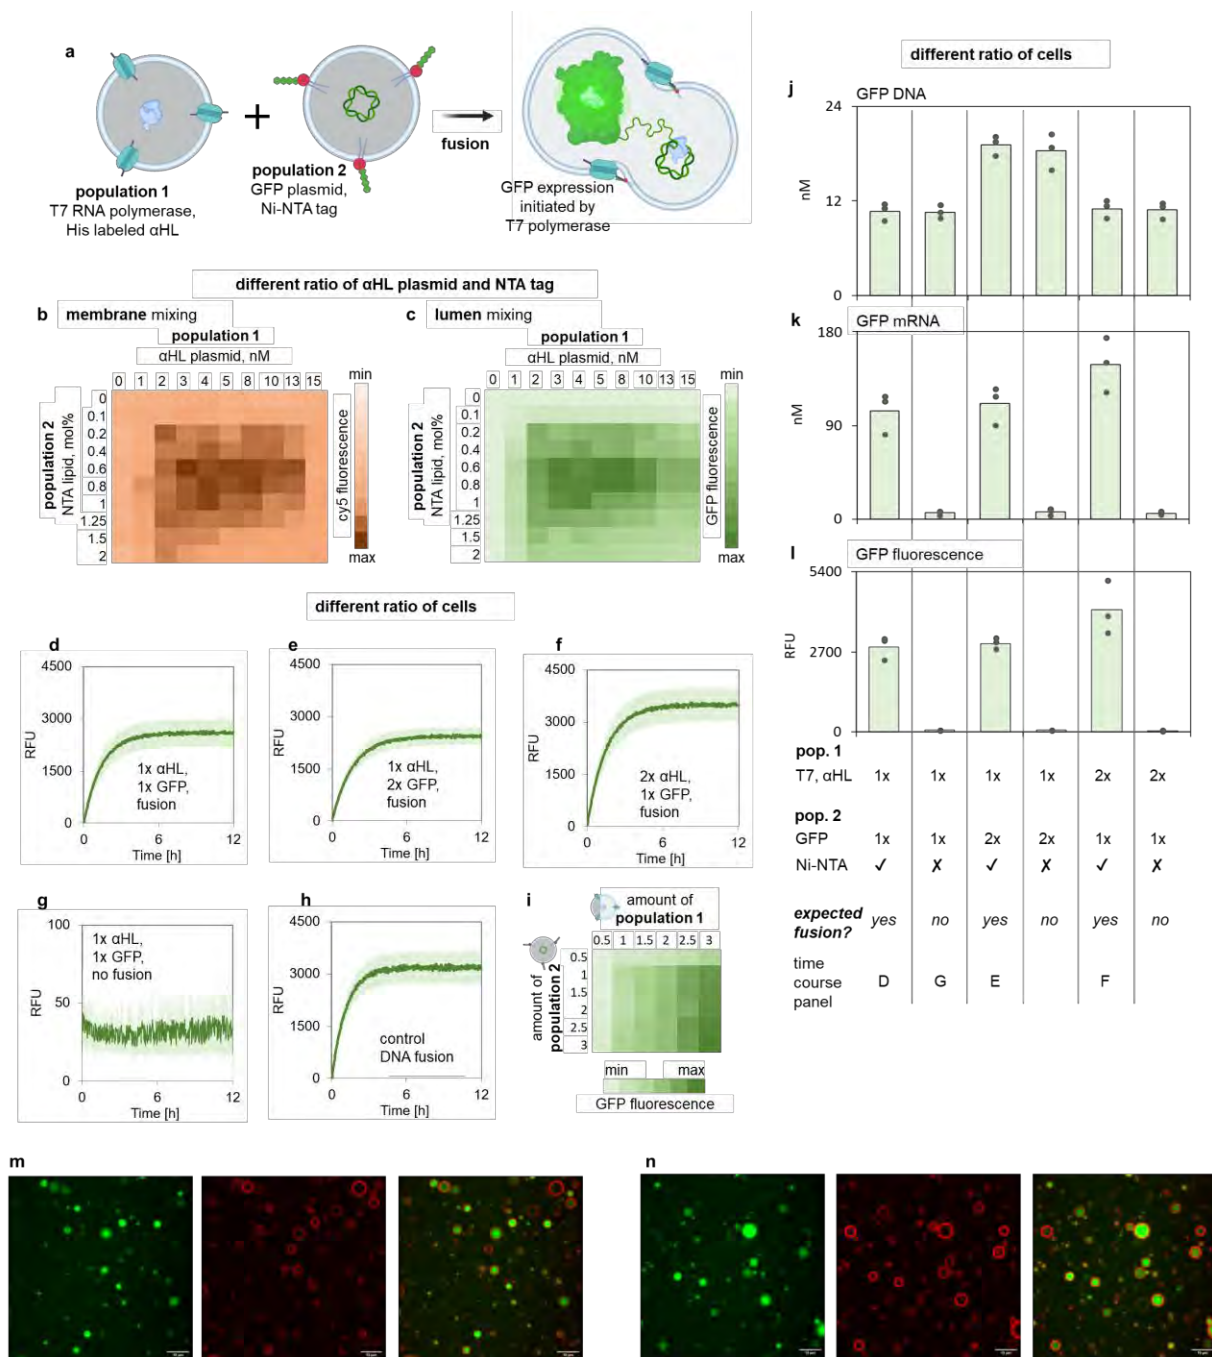 a
population 1
T7 RNA polymerase,
His labeled αHL
population 2
GFP plasmid,
Ni-NTA tag
fusion
GFP expression
initiated by
T7 polymerase
different ratio of αHL plasmid and NTA tag
b
membrane mixing
population 1
αHL plasmid, nM
0 1 2 3 4 5 8 10 13 15
population 2
NTA lipid, mol%
0
0.1
0.2
0.4
0.6
0.8
1
1.25
1.5
2
min
cy5 fluorescence
max
c
lumen mixing
population 1
αHL plasmid, nM
0 1 2 3 4 5 8 10 13 15
population 2
NTA lipid, mol%
0
0.1
0.2
0.4
0.6
0.8
1
1.25
1.5
2
min
GFP fluorescence
max
different ratio of cells
d
4500
3000
1500
0
RFU
1x αHL,
1x GFP,
fusion
0 6 12
Time [h]
e
4500
3000
1500
0
RFU
1x αHL,
2x GFP,
fusion
0 6 12
Time [h]
f
4500
3000
1500
0
RFU
2x αHL,
1x GFP,
fusion
0 6 12
Time [h]
g
100
50
0
RFU
1x αHL,
1x GFP,
no fusion
0 6 12
Time [h]
h
4500
3000
1500
0
RFU
control
DNA fusion
0 6 12
Time [h]
i
amount of
population 1
0.5 1 1.5 2 2.5 3
amount of
population 2
0.5
1
1.5
2
2.5
3
min max
GFP fluorescence
different ratio of cells
j
GFP DNA
24
12
0
nM
k
GFP mRNA
180
90
0
nM
l
GFP fluorescence
5400
2700
0
RFU
pop. 1
T7, αHL 1x 1x 1x 1x 2x 2x
pop. 2
GFP 1x 1x 2x 2x 1x 1x
Ni-NTA ✓ ✗ ✓ ✗ ✓ ✗
expected
fusion? yes no yes no yes no
time
course
panel D G E F
m
n